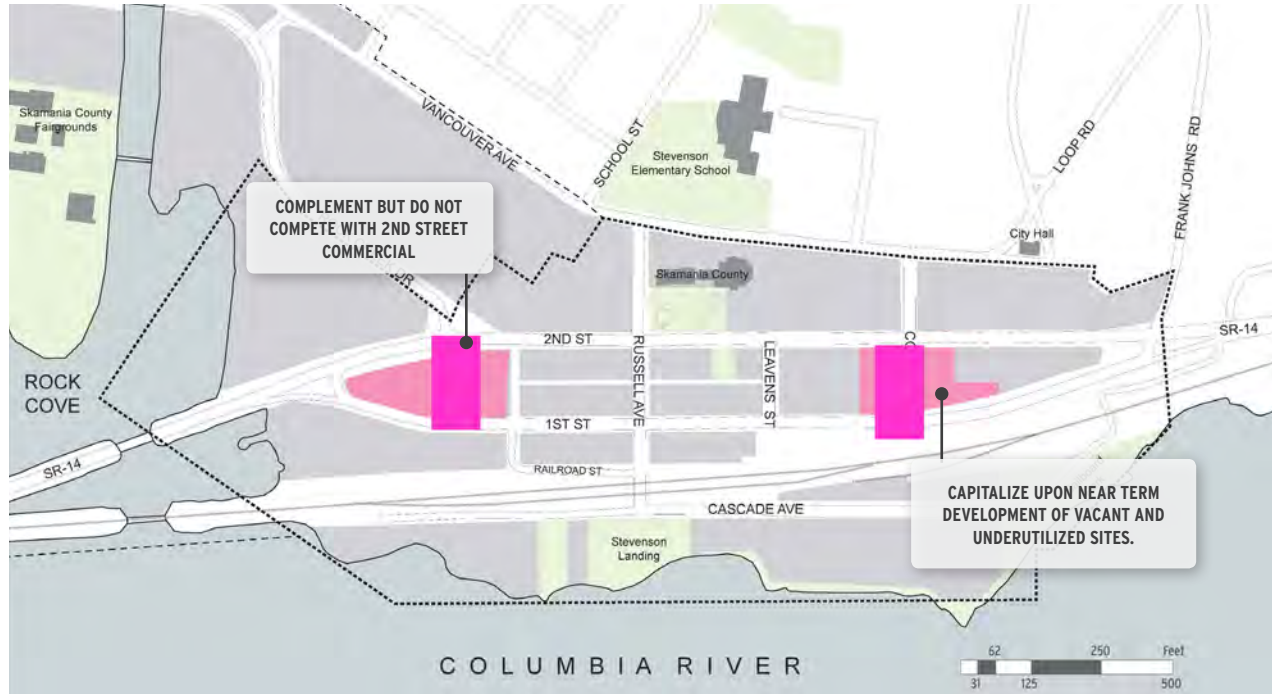 Skamania County
Fairgrounds
VANCOUVER AVE
SCHOOL ST
Stevenson
Elementary School
LOOP RD
FRANK JOHNS RD
City Hall
COMPLEMENT BUT DO NOT
COMPETE WITH 2ND STREET
COMMERCIAL
DR
Skamania County
2ND ST
RUSSELL AVE
LEAVENS ST
CO
SR-14
ROCK
COVE
1ST ST
SR-14
RAILROAD ST
CASCADE AVE
CAPITALIZE UPON NEAR TERM
DEVELOPMENT OF VACANT AND
UNDERUTILIZED SITES.
Stevenson
Landing
COLUMBIA RIVER
62 250 Feet
31 125 500